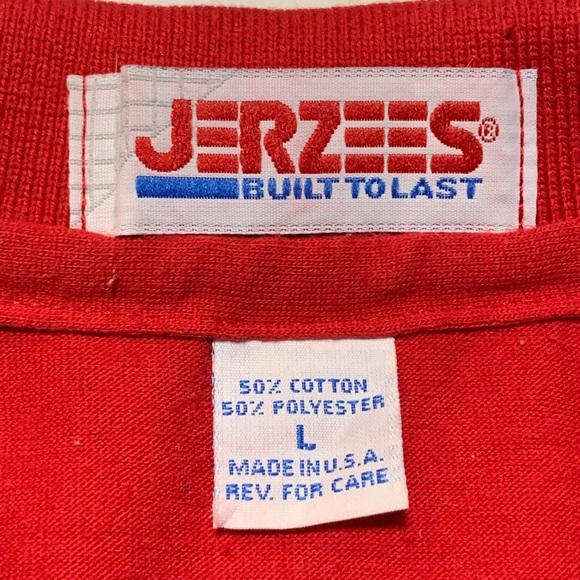 JERZEES®
BUILT TO LAST
50% COTTON
50% POLYESTER
L
MADE IN U.S.A.
REV. FOR CARE